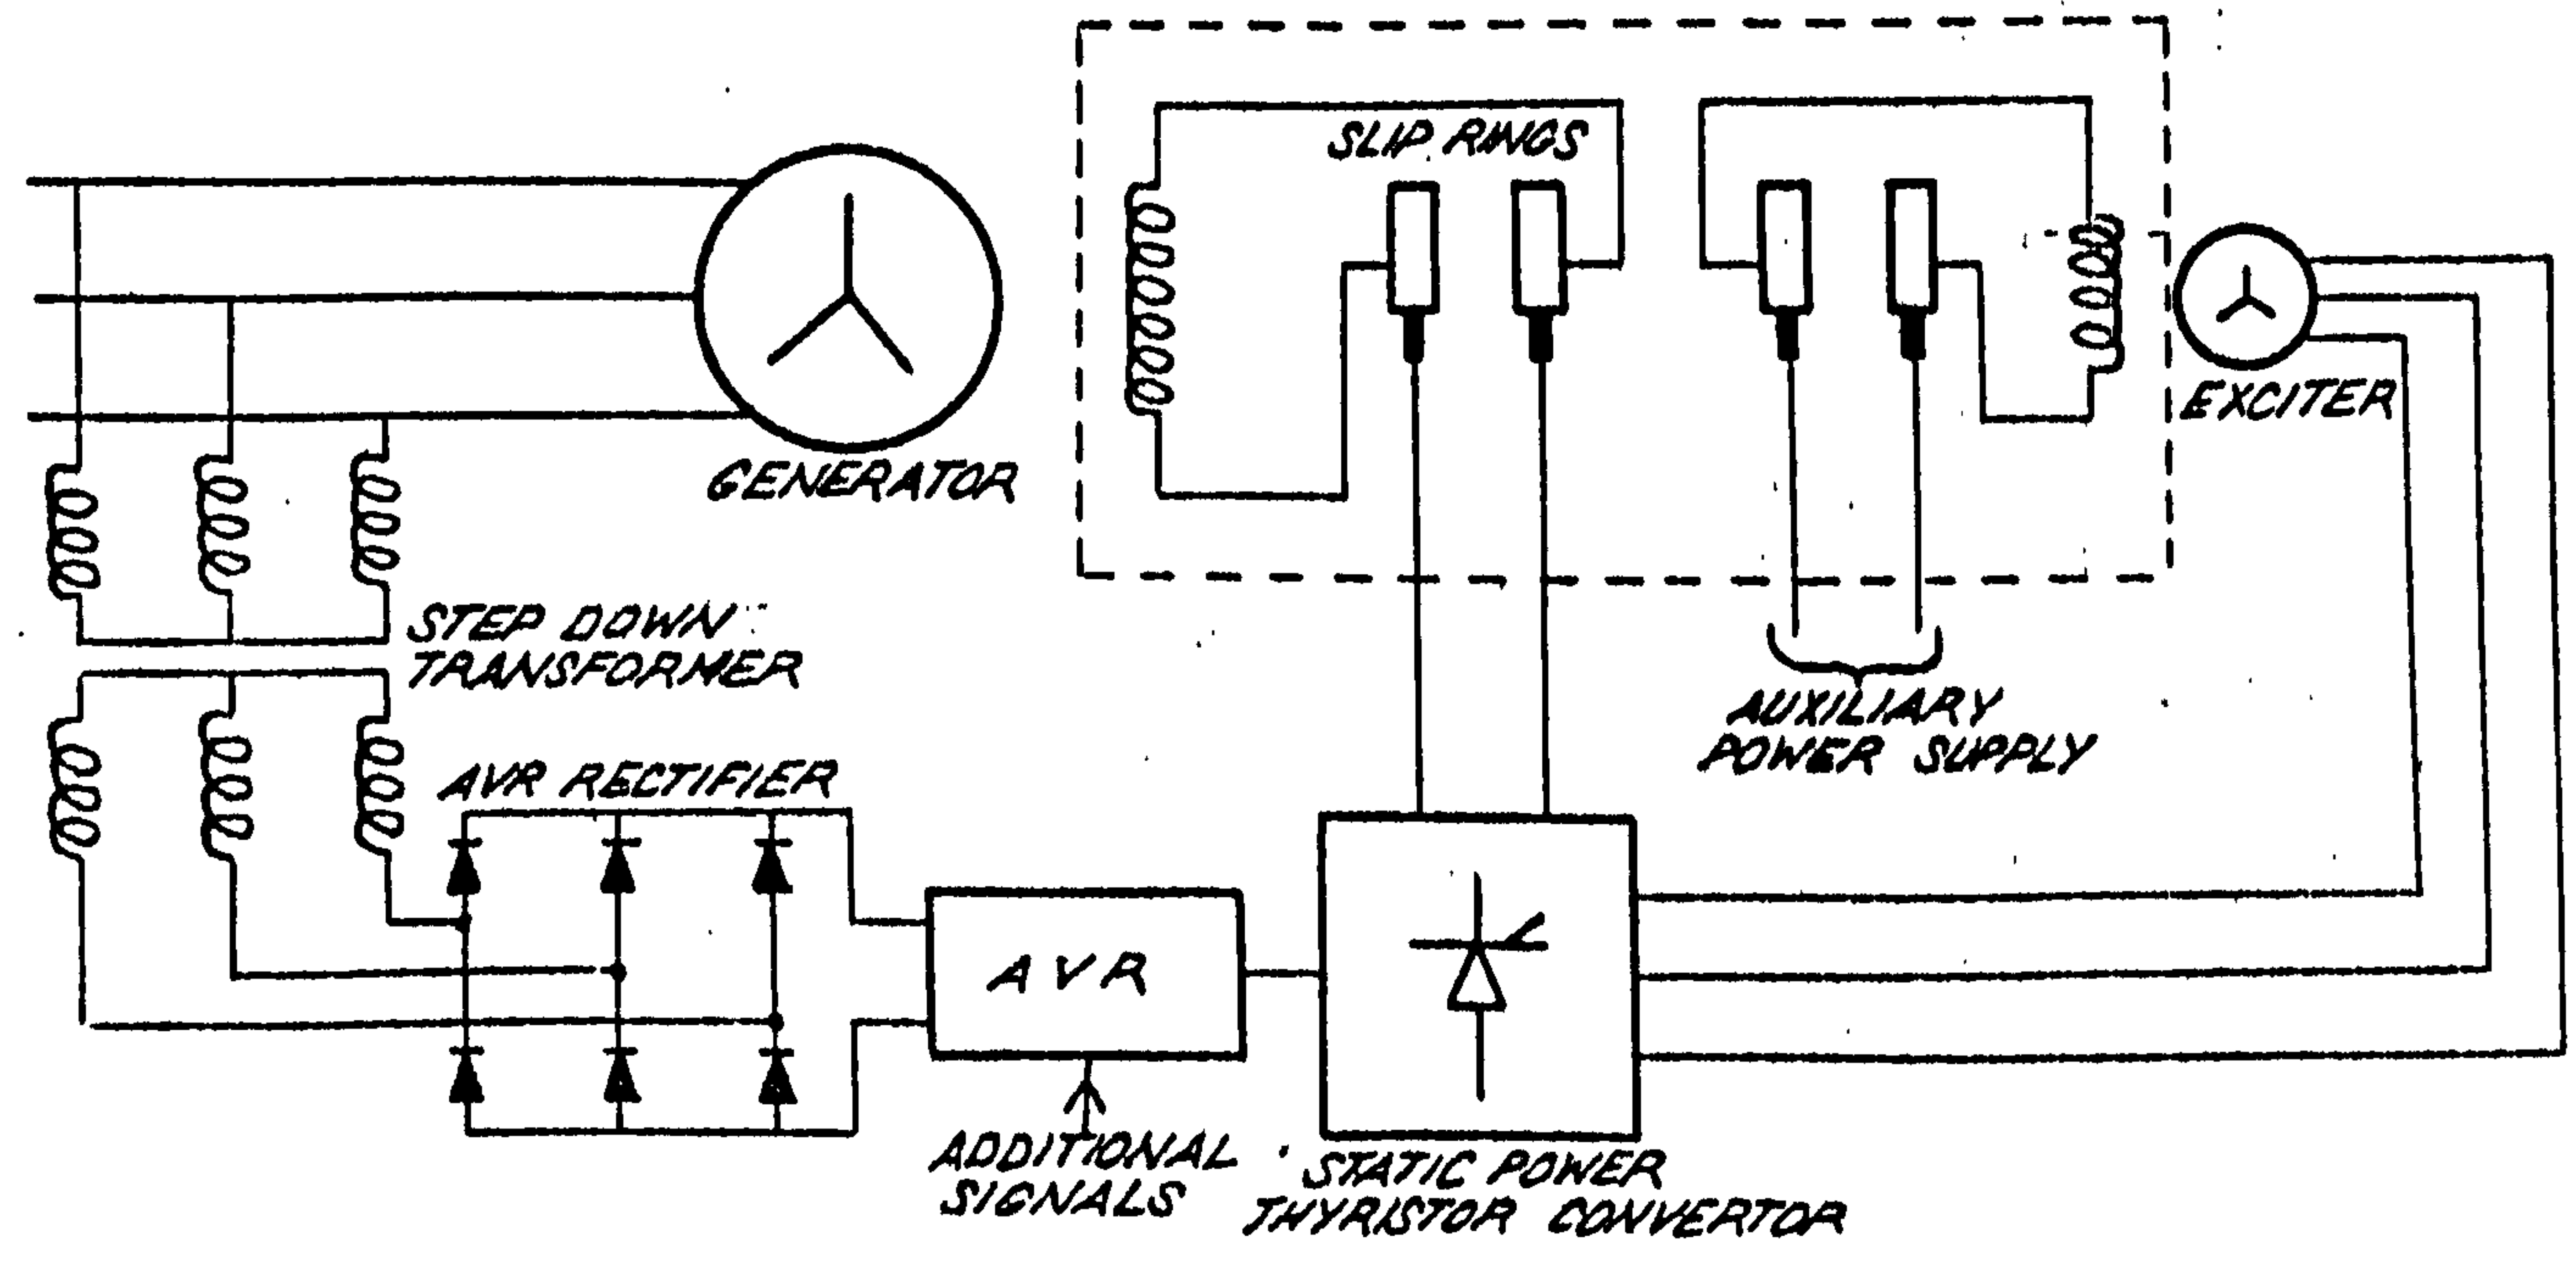 SLIP RINGS
GENERATOR
EXCITER
STEP DOWN
TRANSFORMER
AUXILIARY
POWER SUPPLY
AVR RECTIFIER
AVR
ADDITIONAL
SIGNALS
STATIC POWER
THYRISTOR CONVERTOR